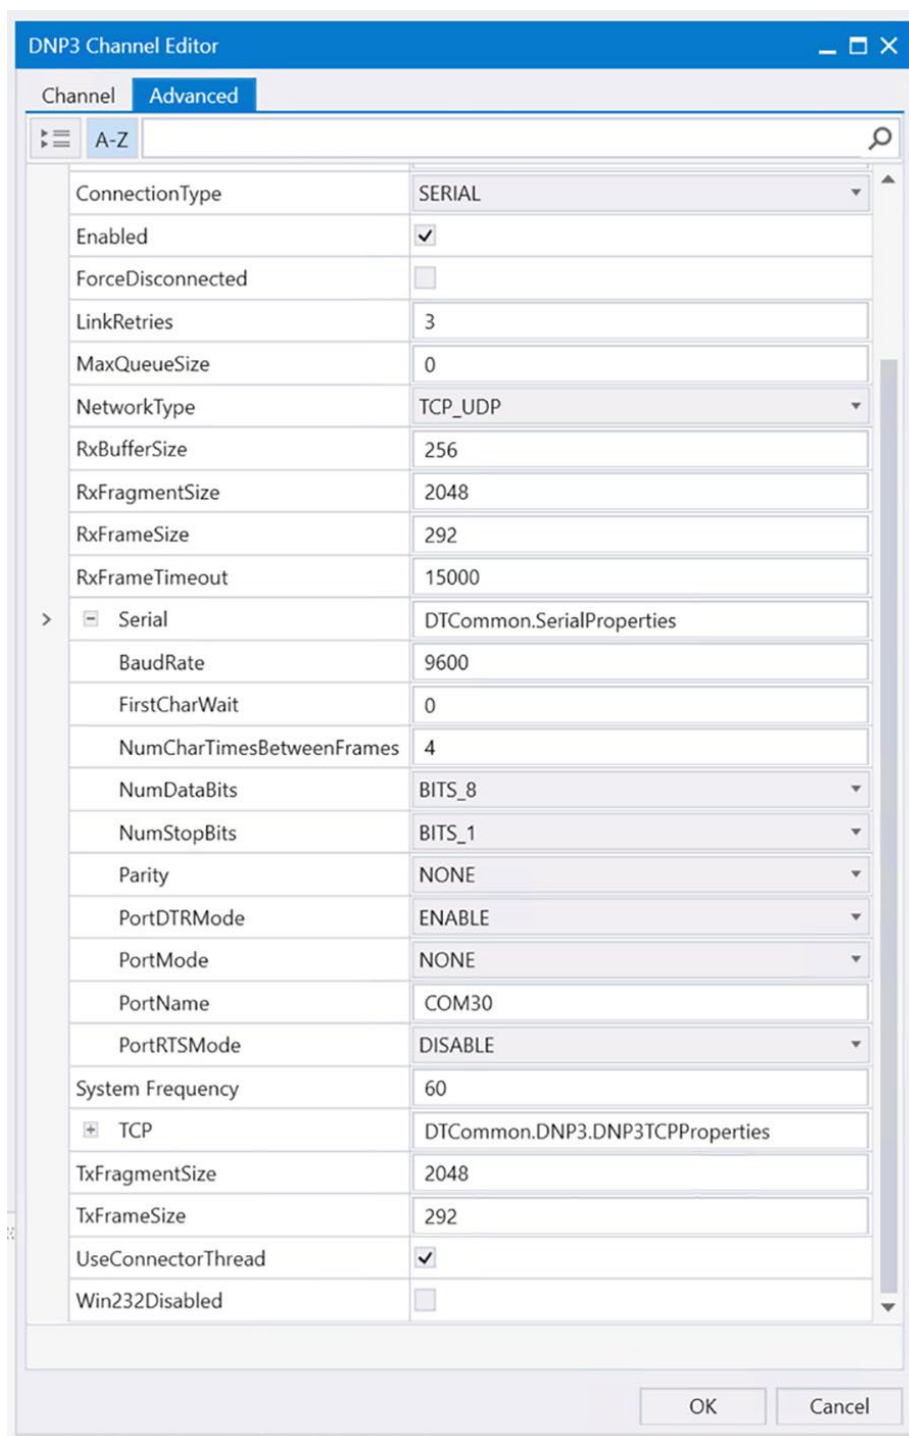 DNP3 Channel Editor
Channel Advanced
A-Z
ConnectionType SERIAL
Enabled
ForceDisconnected
LinkRetries 3
MaxQueueSize 0
NetworkType TCP_UDP
RxBufferSize 256
RxFragmentSize 2048
RxFrameSize 292
RxFrameTimeout 15000
Serial DTCommon.SerialProperties
BaudRate 9600
FirstCharWait 0
NumCharTimesBetweenFrames 4
NumDataBits BITS_8
NumStopBits BITS_1
Parity NONE
PortDTRMode ENABLE
PortMode NONE
PortName COM30
PortRTSMode DISABLE
System Frequency 60
TCP DTCommon.DNP3.DNP3TCPProperties
TxFragmentSize 2048
TxFrameSize 292
UseConnectorThread
Win232Disabled
OK Cancel